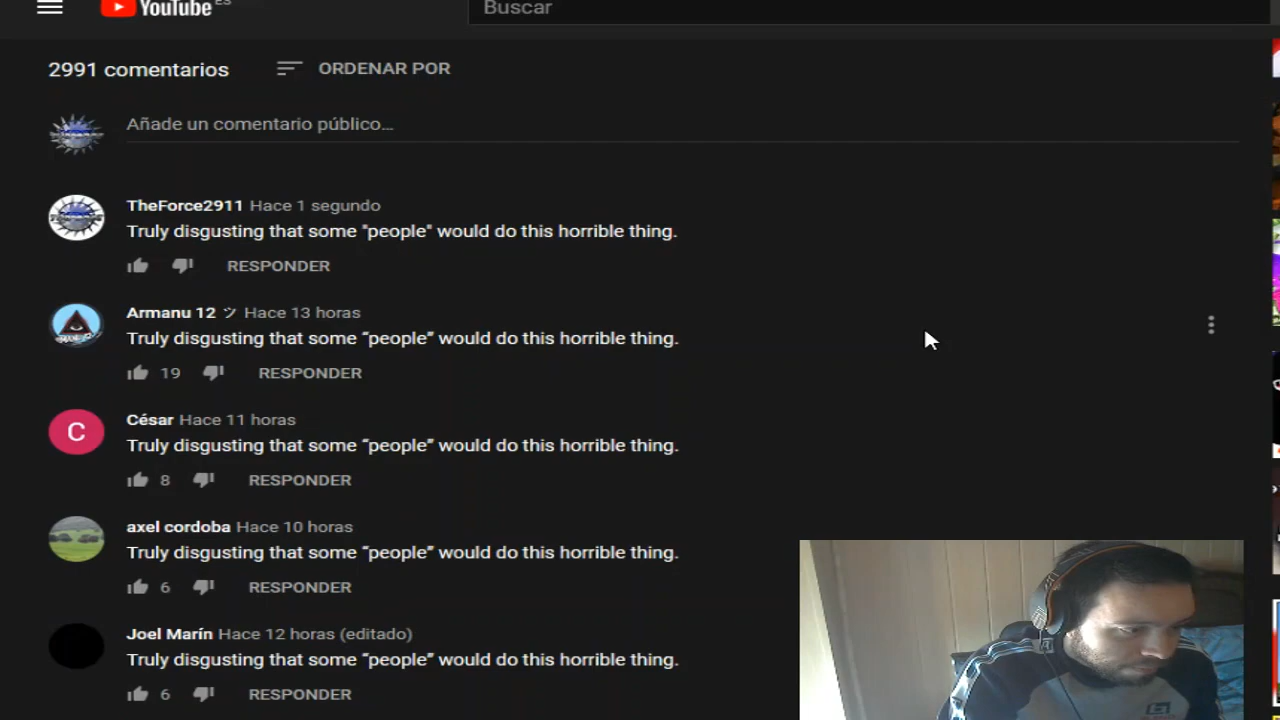 YouTube ES
Buscar
2991 comentarios
ORDENAR POR
Añade un comentario público...
TheForce2911 Hace 1 segundo
Truly disgusting that some "people" would do this horrible thing.
RESPONDER
Armanu 12 ツ Hace 13 horas
Truly disgusting that some “people” would do this horrible thing.
19 RESPONDER
C
César Hace 11 horas
Truly disgusting that some “people” would do this horrible thing.
8 RESPONDER
axel cordoba Hace 10 horas
Truly disgusting that some “people” would do this horrible thing.
6 RESPONDER
Joel Marín Hace 12 horas (editado)
Truly disgusting that some “people” would do this horrible thing.
6 RESPONDER